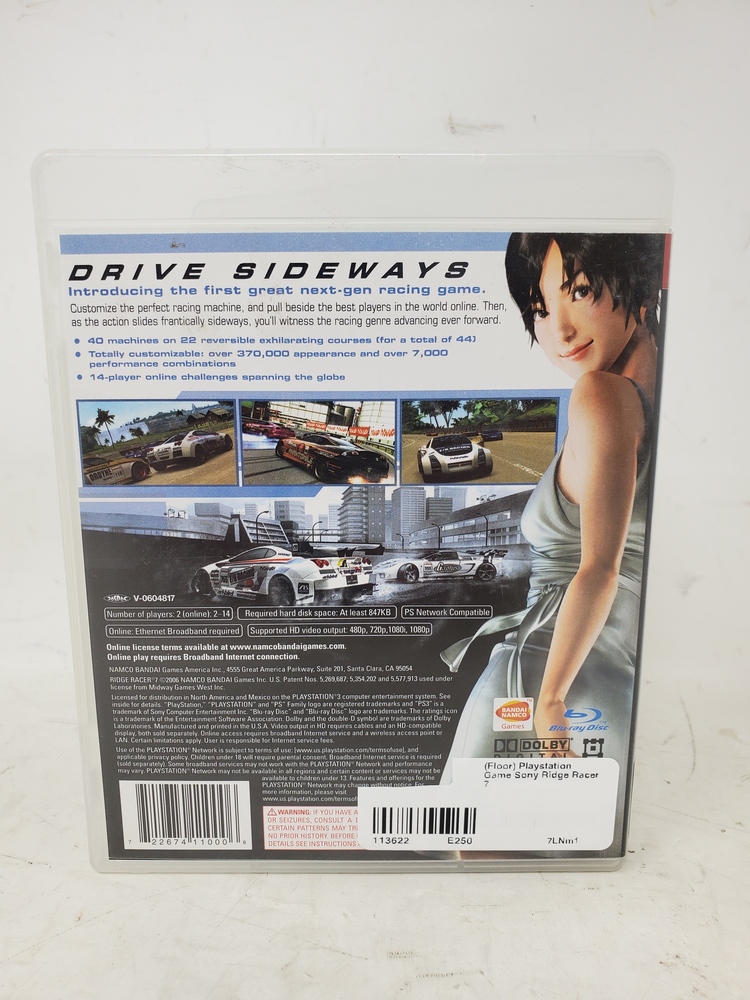 DRIVE SIDEWAYS
Introducing the first great next-gen racing game.
Customize the perfect racing machine, and pull beside the best players in the world online. Then,
as the action slides frantically sideways, you'll witness the racing genre advancing ever forward.
• 40 machines on 22 reversible exhilarating courses (for a total of 44)
• Totally customizable: over 370,000 appearance and over 7,000
performance combinations
• 14-player online challenges spanning the globe
V-0604817
Number of players: 2 (online): 2-14
Required hard disk space: At least 847KB
PS Network Compatible
Online: Ethernet Broadband required
Supported HD video output: 480p, 720p,1080i, 1080p
Online license terms available at www.namcobandaigames.com.
Online play requires Broadband Internet connection.
NAMCO BANDAI Games America Inc., 4555 Great America Parkway, Suite 201, Santa Clara, CA 95054
RIDGE RACER®7 ©2006 NAMCO BANDAI Games Inc. U.S. Patent Nos. 5,269,687, 5,354,202 and 5,577,913 used under
license from Midway Games West Inc.
Licensed for distribution in North America and Mexico on the PLAYSTATION®3 computer entertainment system. See
inside for details. "PlayStation," "PLAYSTATION" and "PS" Family logo are registered trademarks and "PS3" is a
trademark of Sony Computer Entertainment Inc. "Blu-ray Disc" and "Blu-ray Disc" logo are trademarks. The ratings icon
is a trademark of the Entertainment Software Association. Dolby and the double-D symbol are trademarks of Dolby
Laboratories. Manufactured and printed in the U.S.A. Video output in HD requires cables and an HD-compatible
display, both sold separately. Online access requires broadband Internet service and a wireless access point or
LAN. Certain limitations apply. User is responsible for Internet service fees.
Use of the PLAYSTATION® Network is subject to terms of use: [www.us.playstation.com/termsofuse], and
applicable privacy policy. Children under 18 will require parental consent. Broadband Internet service is required
(sold separately). Some broadband services may not work with the PLAYSTATION® Network and performance
may vary. PLAYSTATION® Network may not be available in all regions and certain content or services may not be
available to children under 13. Features and offerings for the
PLAYSTATION® Network may change without notice. For
more information, please visit
www.us.playstation.com/termsof
BANDAI
NAMCO
Games
Blu-ray Disc
DOLBY
DIGITAL
7 22674 11000 6
WARNING: IF YOU HAVE A
OR SEIZURES, CONSULT A
CERTAIN PATTERNS MAY TRI
NO PRIOR HISTORY. BEFORE
DETAILS SEE INSTRUCTIONS
(Floor) Playstation
Game Sony Ridge Racer
7
113622 E250 7LNm1